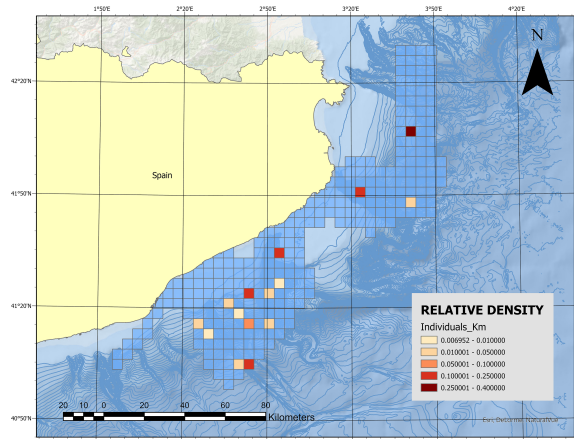 1°50'E 2°20'E 2°50'E 3°20'E 3°50'E 4°20'E
N
42°20'N
Spain
41°50'N
41°20'N
RELATIVE DENSITY
Individuals_Km
0.006952 - 0.010000
0.010001 - 0.050000
0.050001 - 0.100000
0.100001 - 0.250000
0.250001 - 0.400000
20 10 0 20 40 60 80
Kilometers
40°50'N